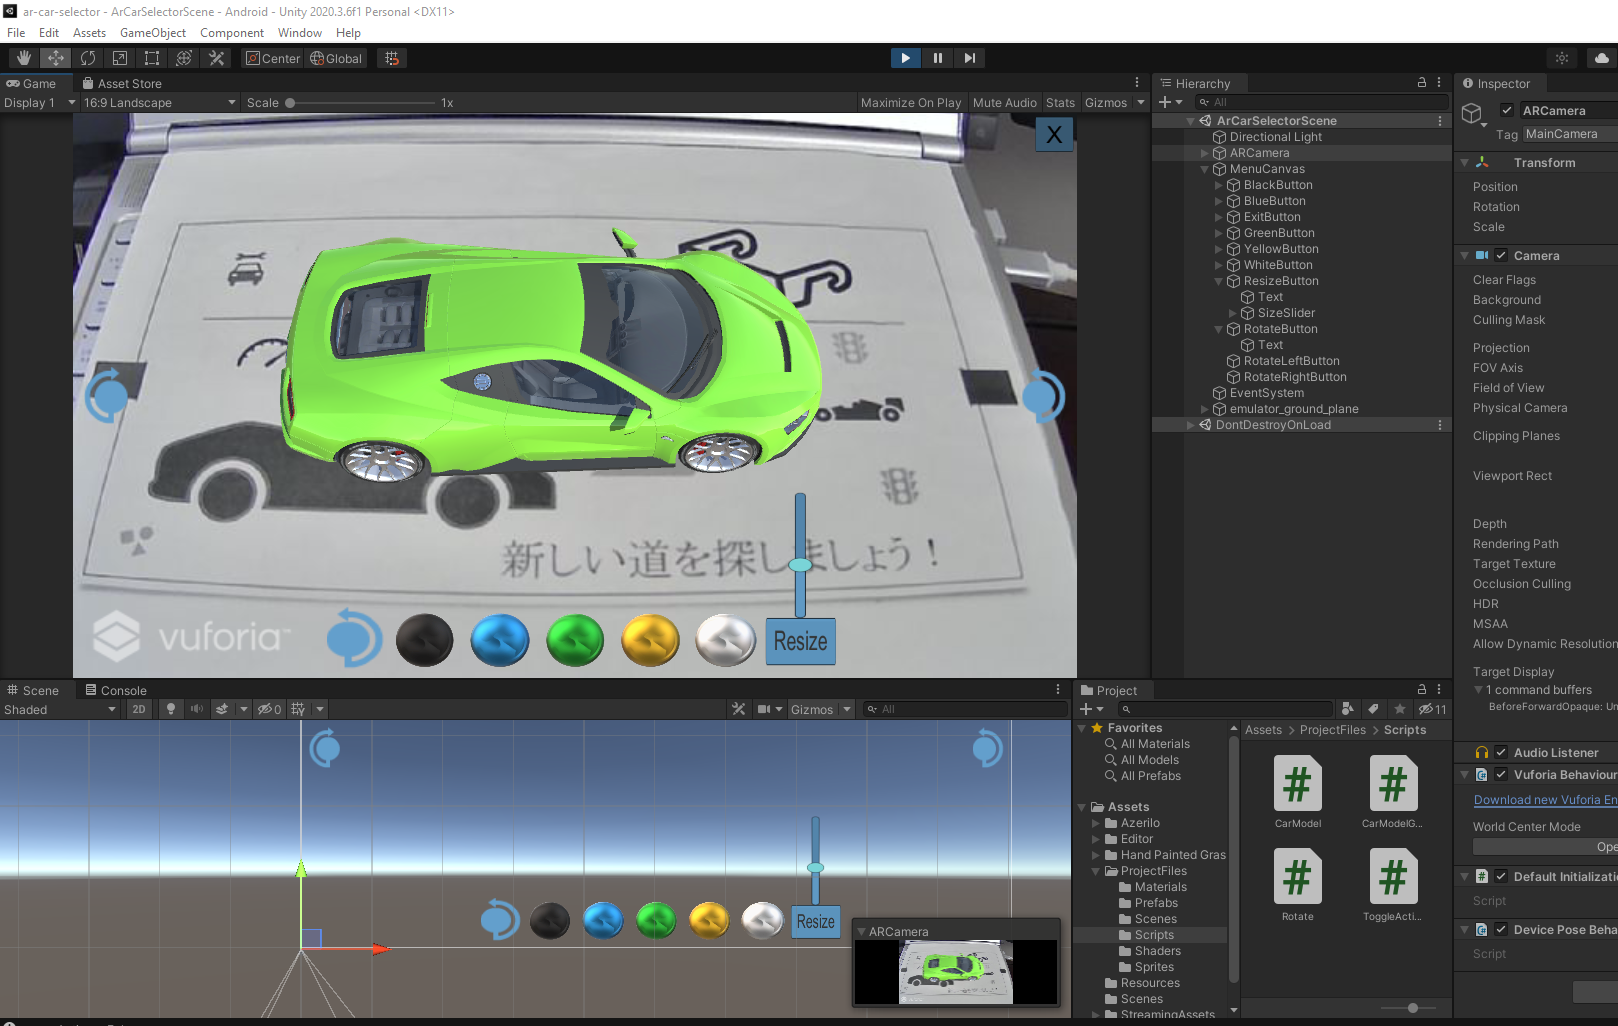 ar-car-selector - ArCarSelectorScene - Android - Unity 2020.3.6f1 Personal <DX11>
File Edit Assets GameObject Component Window Help
Center Global
Game Asset Store
Display 1 16:9 Landscape Scale 1x Maximize On Play Mute Audio Stats Gizmos
X
新しい道を探しましょう！
vuforia™
Resize
Hierarchy
All
ArCarSelectorScene
Directional Light
ARCamera
MenuCanvas
BlackButton
BlueButton
ExitButton
GreenButton
YellowButton
WhiteButton
ResizeButton
Text
SizeSlider
RotateButton
Text
RotateLeftButton
RotateRightButton
EventSystem
emulator_ground_plane
DontDestroyOnLoad
Inspector
ARCamera
Tag MainCamera
Transform
Position
Rotation
Scale
Camera
Clear Flags
Background
Culling Mask
Projection
FOV Axis
Field of View
Physical Camera
Clipping Planes
Viewport Rect
Depth
Rendering Path
Target Texture
Occlusion Culling
HDR
MSAA
Allow Dynamic Resolution
Target Display
1 command buffers
BeforeForwardOpaque: Un
Audio Listener
Vuforia Behaviour
Download new Vuforia En
World Center Mode
Ope
Default Initializatio
Script
Device Pose Beha
Script
Scene Console
Shaded 2D 0 Gizmos All
Resize
ARCamera
Project
11
Favorites
All Materials
All Models
All Prefabs
Assets
Azerilo
Editor
Hand Painted Gras
ProjectFiles
Materials
Prefabs
Scenes
Scripts
Shaders
Sprites
Resources
Scenes
StreamingAssets
Assets > ProjectFiles > Scripts
CarModel CarModelG...
Rotate ToggleActi...